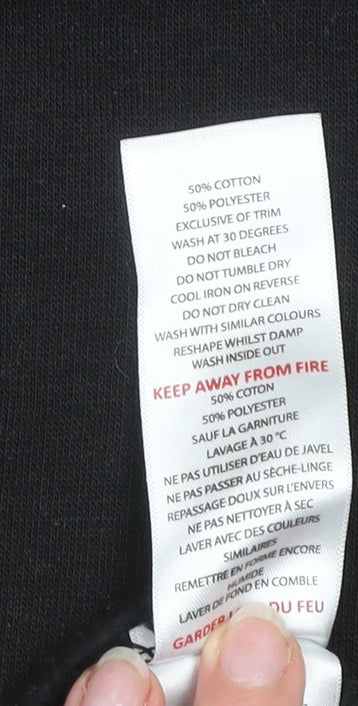 50% COTTON
50% POLYESTER
EXCLUSIVE OF TRIM
WASH AT 30 DEGREES
DO NOT BLEACH
DO NOT TUMBLE DRY
COOL IRON ON REVERSE
DO NOT DRY CLEAN
WASH WITH SIMILAR COLOURS
RESHAPE WHILST DAMP
WASH INSIDE OUT
KEEP AWAY FROM FIRE
50% COTON
50% POLYESTER
SAUF LA GARNITURE
LAVAGE À 30 °C
NE PAS UTILISER D'EAU DE JAVEL
NE PAS PASSER AU SÈCHE-LINGE
REPASSAGE DOUX SUR L'ENVERS
NE PAS NETTOYER À SEC
LAVER AVEC DES COULEURS
SIMILAIRES
REMETTRE EN FORME ENCORE
HUMIDE
LAVER DE FOND EN COMBLE
GARDER DU FEU